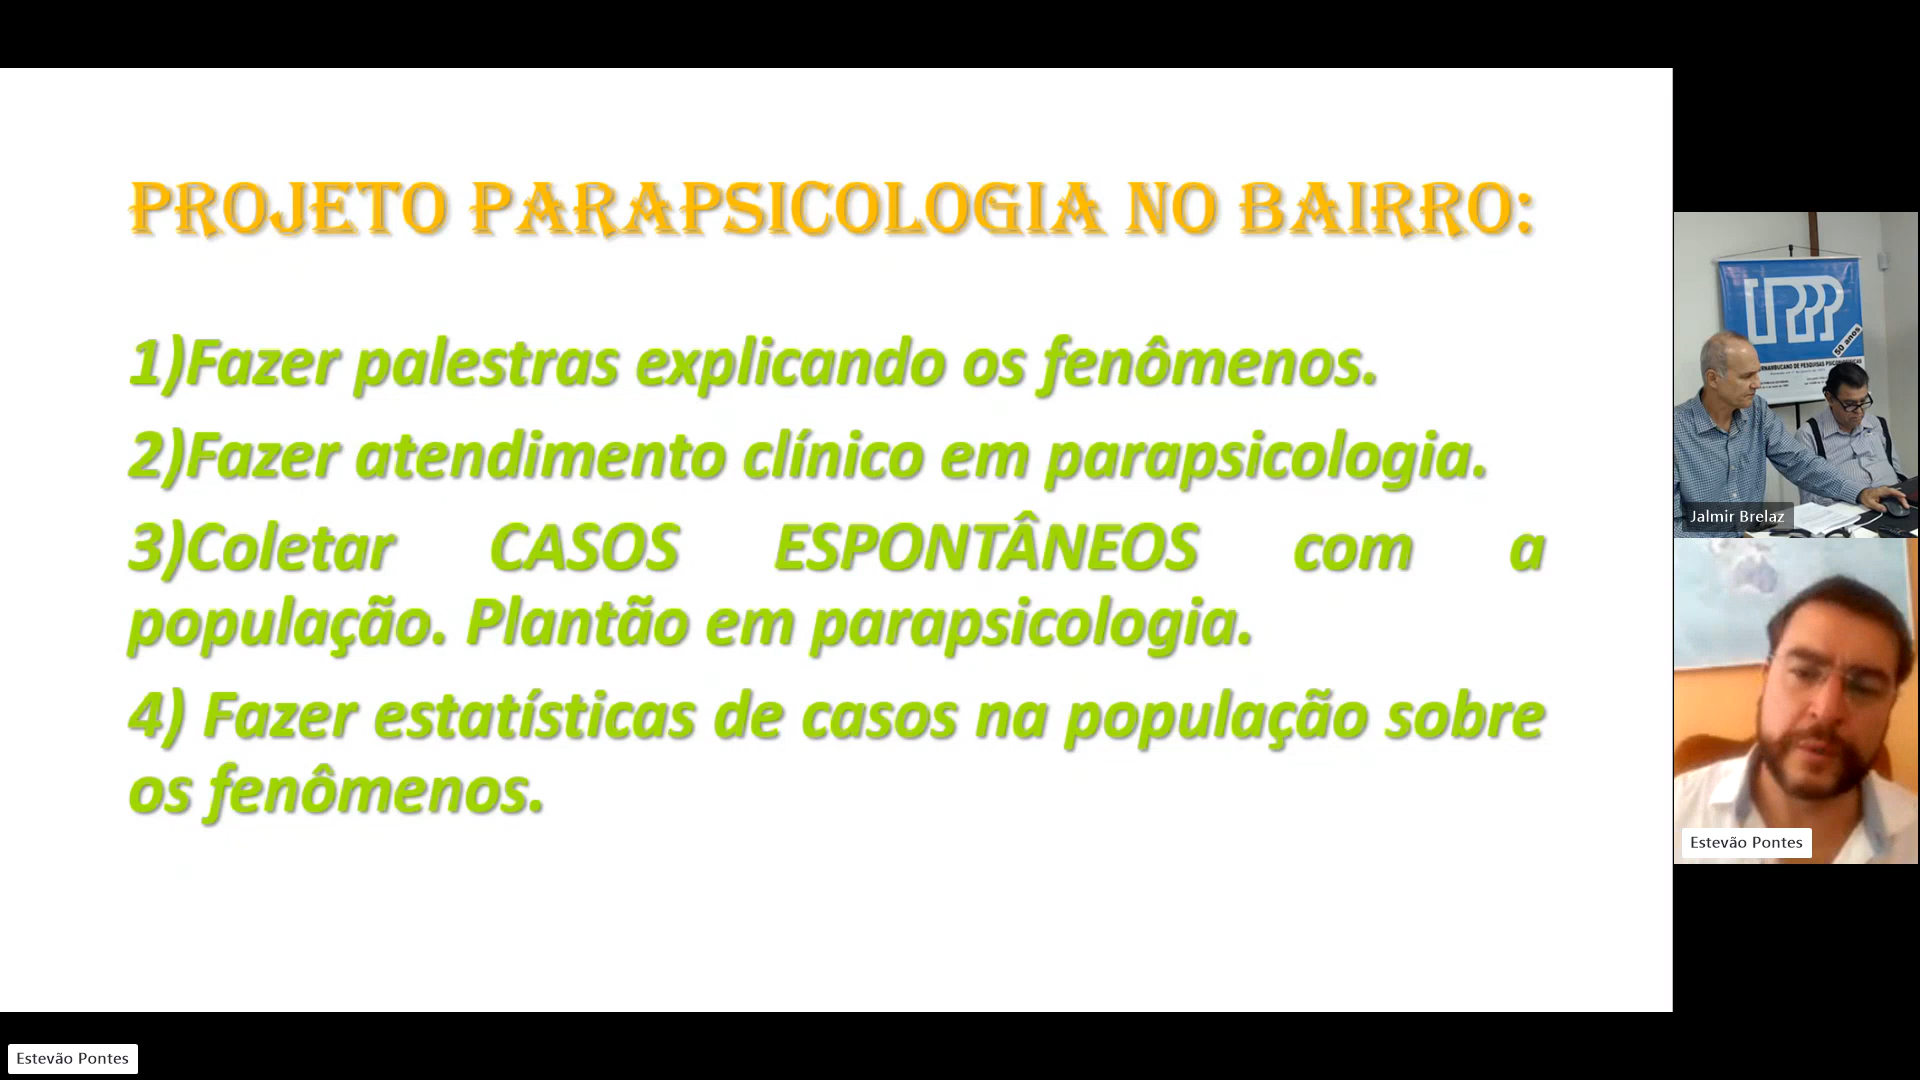 PROJETO PARAPSICOLOGIA NO BAIRRO:
1)Fazer palestras explicando os fenômenos.
2)Fazer atendimento clínico em parapsicologia.
3)Coletar CASOS ESPONTÂNEOS com a
população. Plantão em parapsicologia.
4) Fazer estatísticas de casos na população sobre
os fenômenos.
IPPP
50 anos
Jalmir Brelaz
Estevão Pontes
Estevão Pontes